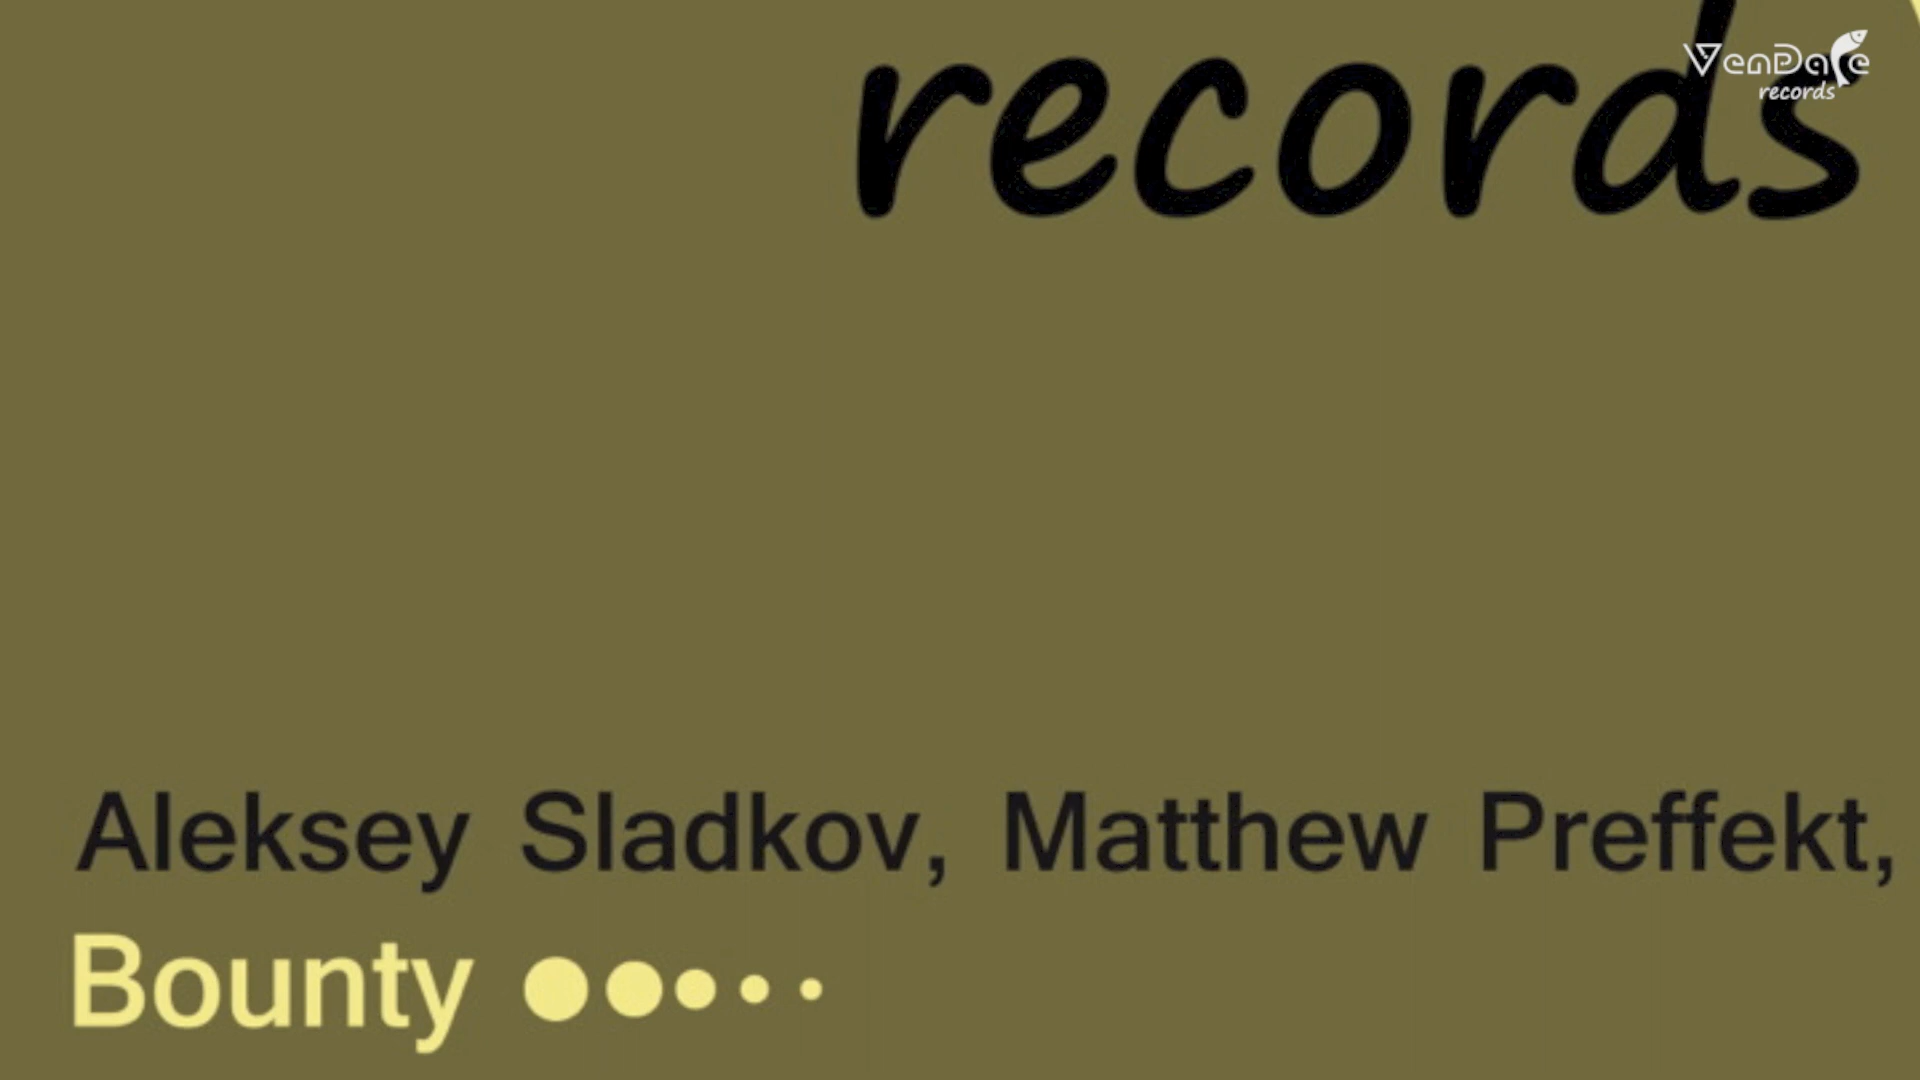 records
VenDace
records
Aleksey Sladkov, Matthew Preffekt,
Bounty